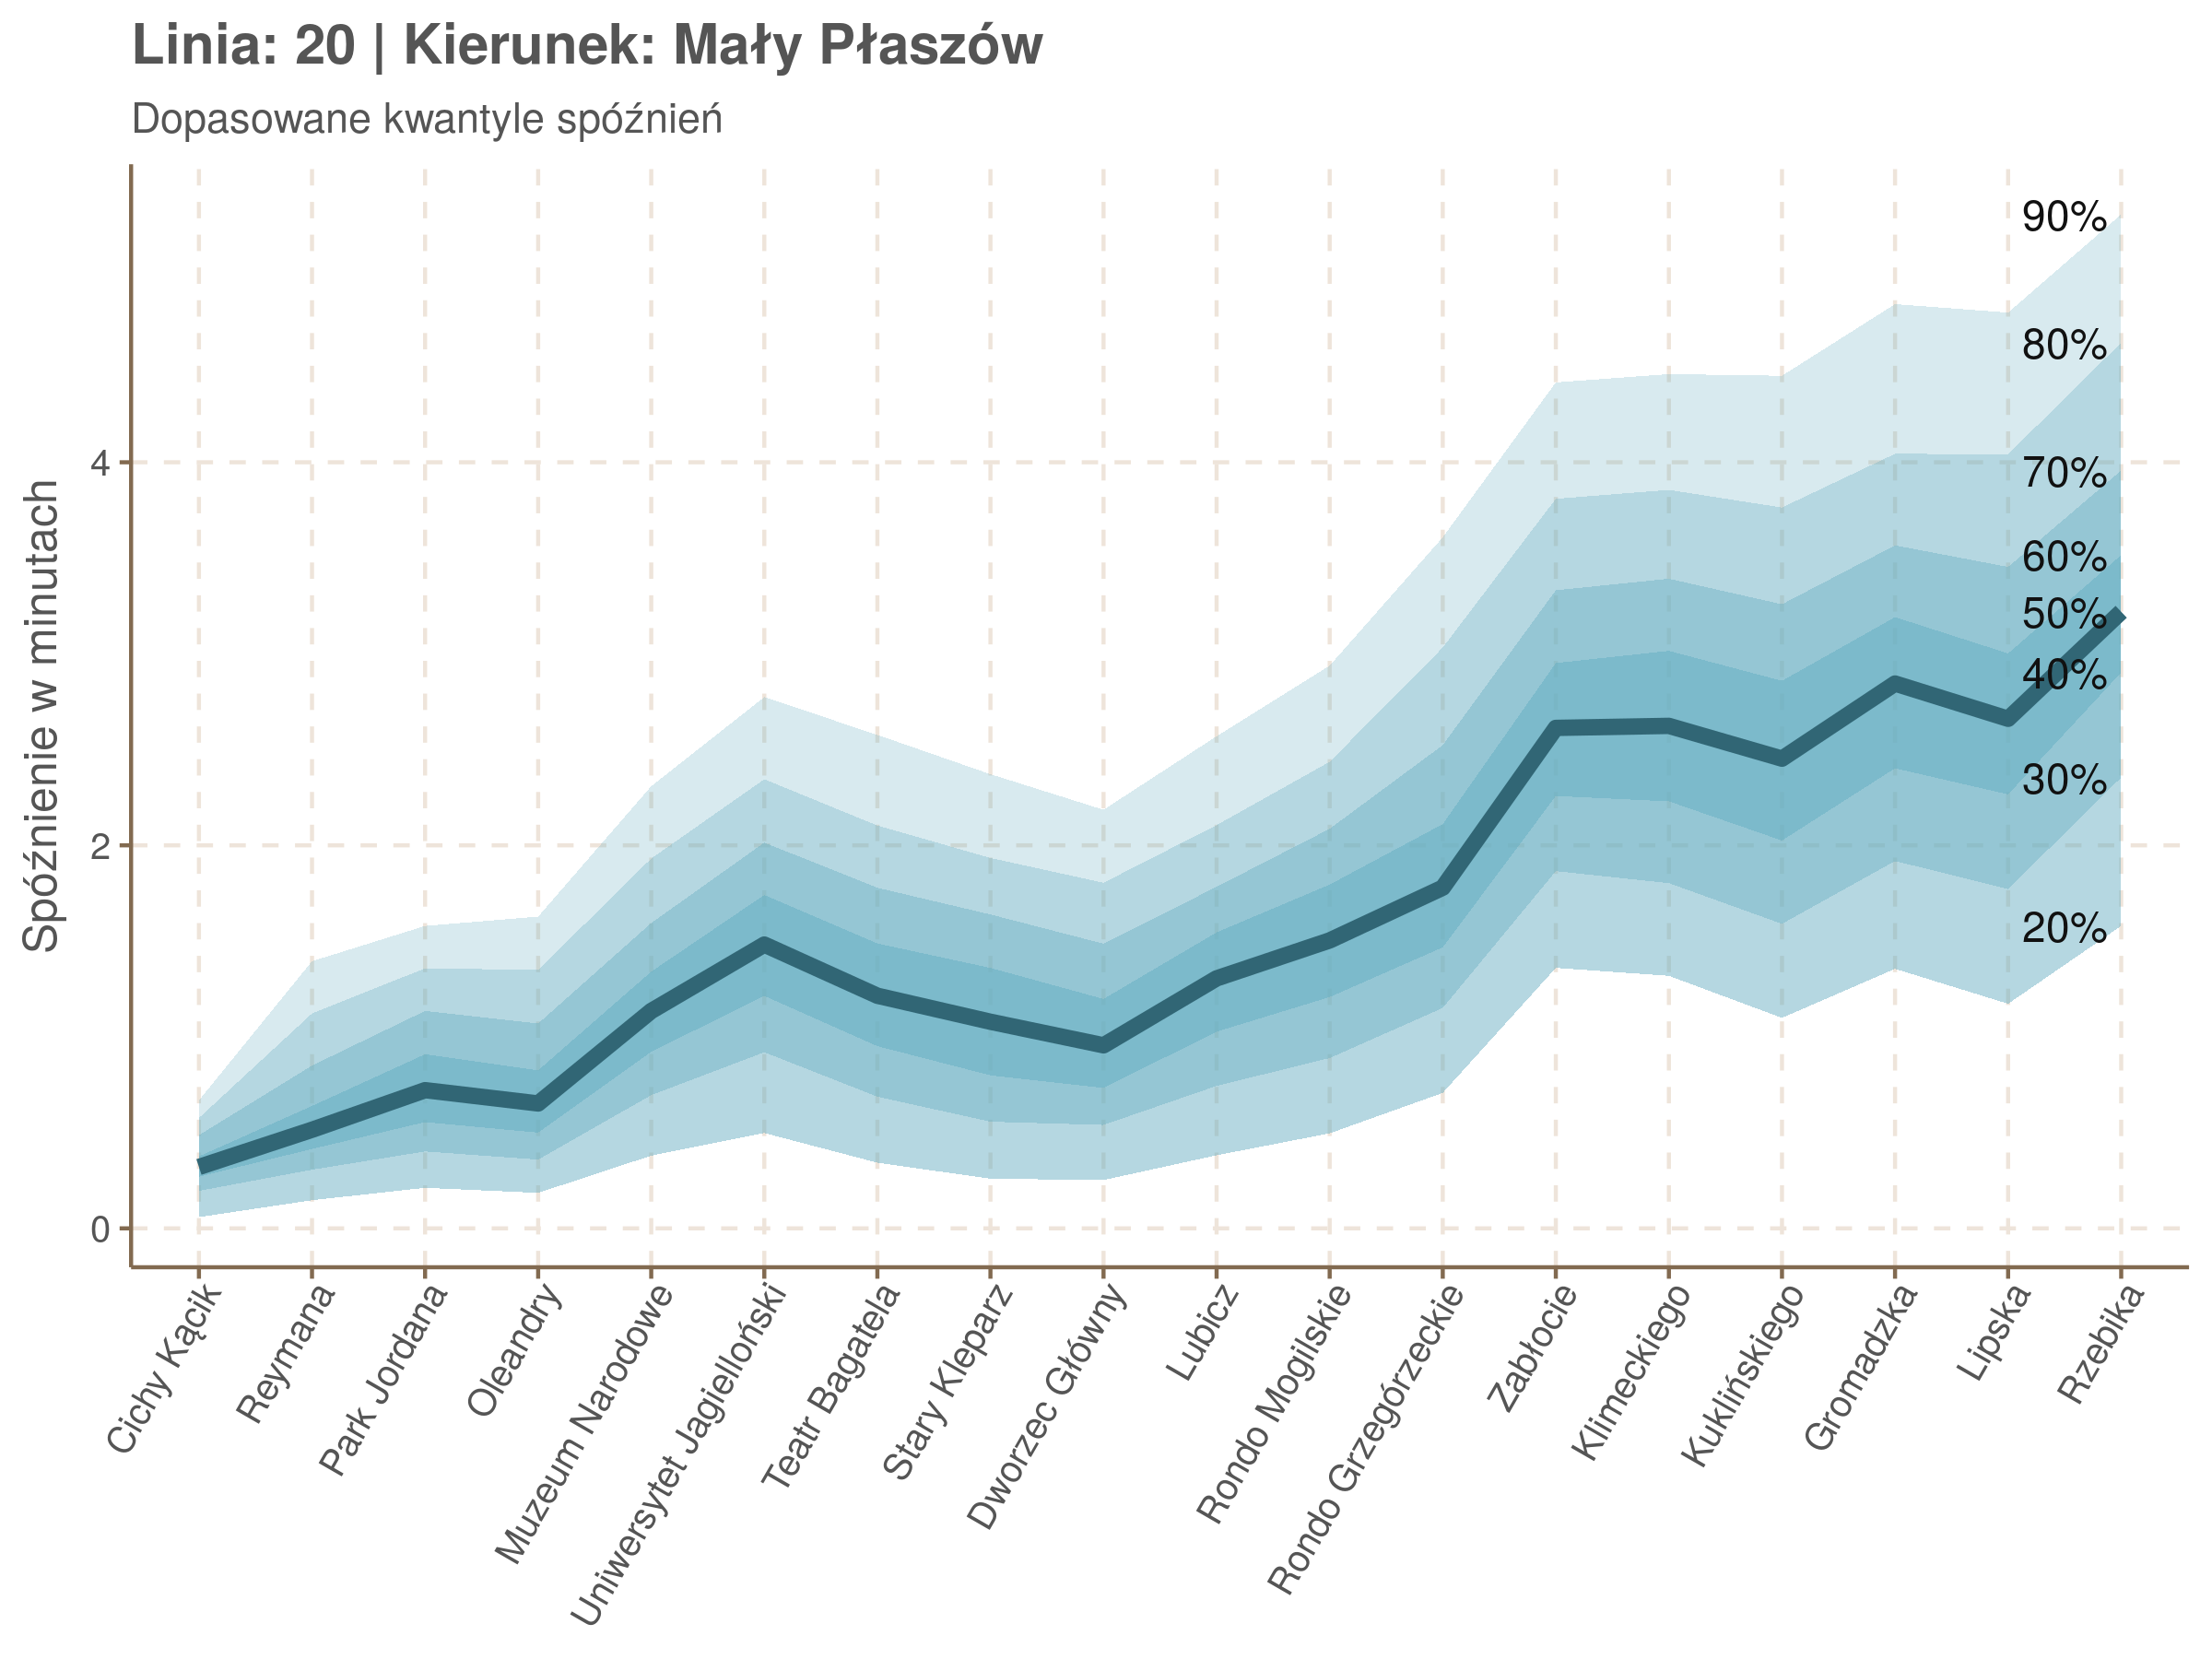 Linia: 20 | Kierunek: Mały Płaszów
Dopasowane kwantyle spóźnień
Spóźnienie w minutach
4
2
0
90%
80%
70%
60%
50%
40%
30%
20%
Cichy Kącik
Reymana
Park Jordana
Oleandry
Muzeum Narodowe
Uniwersytet Jagielloński
Teatr Bagatela
Stary Kleparz
Dworzec Główny
Lubicz
Rondo Mogilskie
Rondo Grzegórzeckie
Zabłocie
Klimeckiego
Kuklińskiego
Gromadzka
Lipska
Rzebika